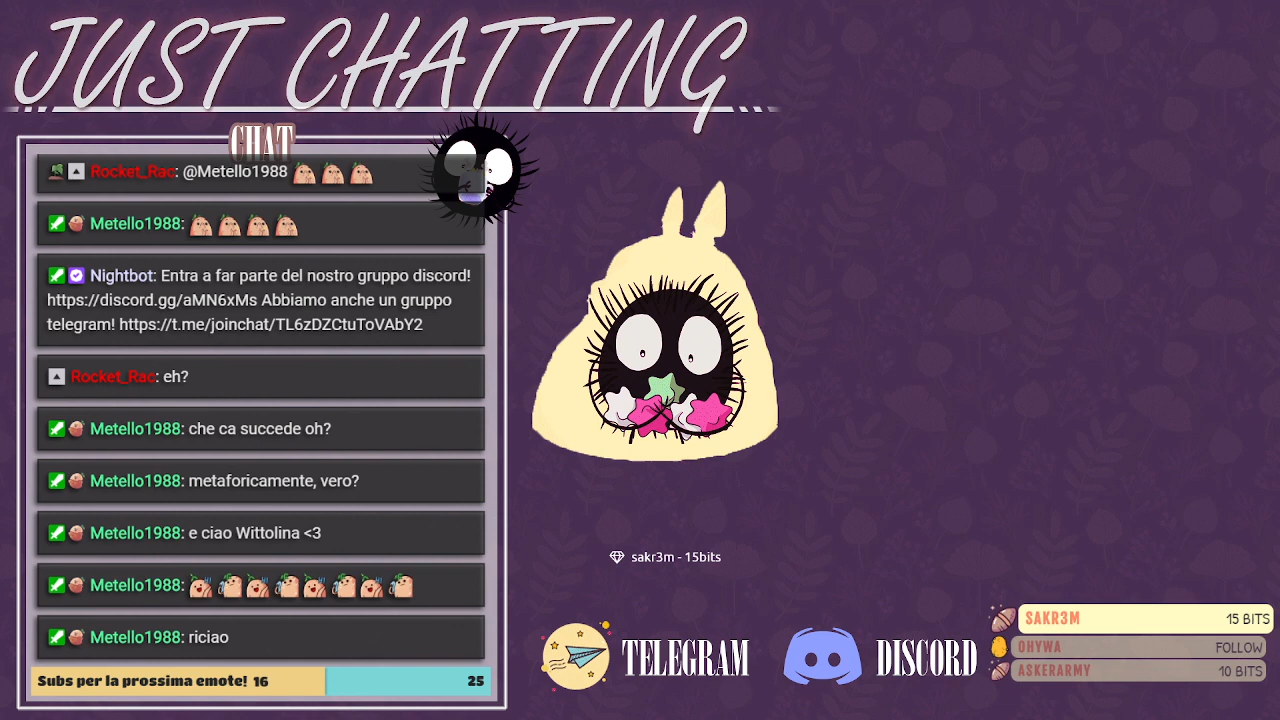 JUST CHATTING
CHAT
Rocket_Rac: @Metello1988
Metello1988:
Nightbot: Entra a far parte del nostro gruppo discord!
https://discord.gg/aMN6xMs Abbiamo anche un gruppo
telegram! https://t.me/joinchat/TL6zDZCtuToVAbY2
Rocket_Rac: eh?
Metello1988: che ca succede oh?
Metello1988: metaforicamente, vero?
Metello1988: e ciao Wittolina <3
Metello1988:
Metello1988: riciao
Subs per la prossima emote! 16 25
sakr3m - 15bits
TELEGRAM
DISCORD
SAKR3M 15 BITS
OHYWA FOLLOW
ASKERARMY 10 BITS